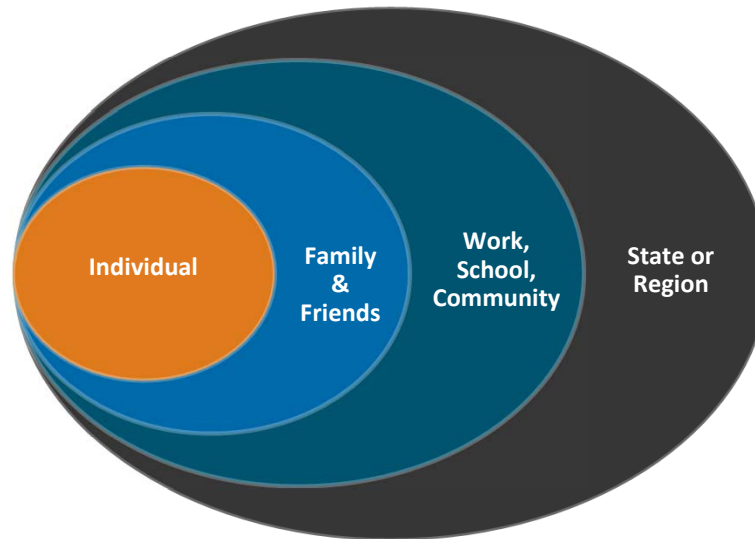 Individual
Family
&
Friends
Work,
School,
Community
State or
Region